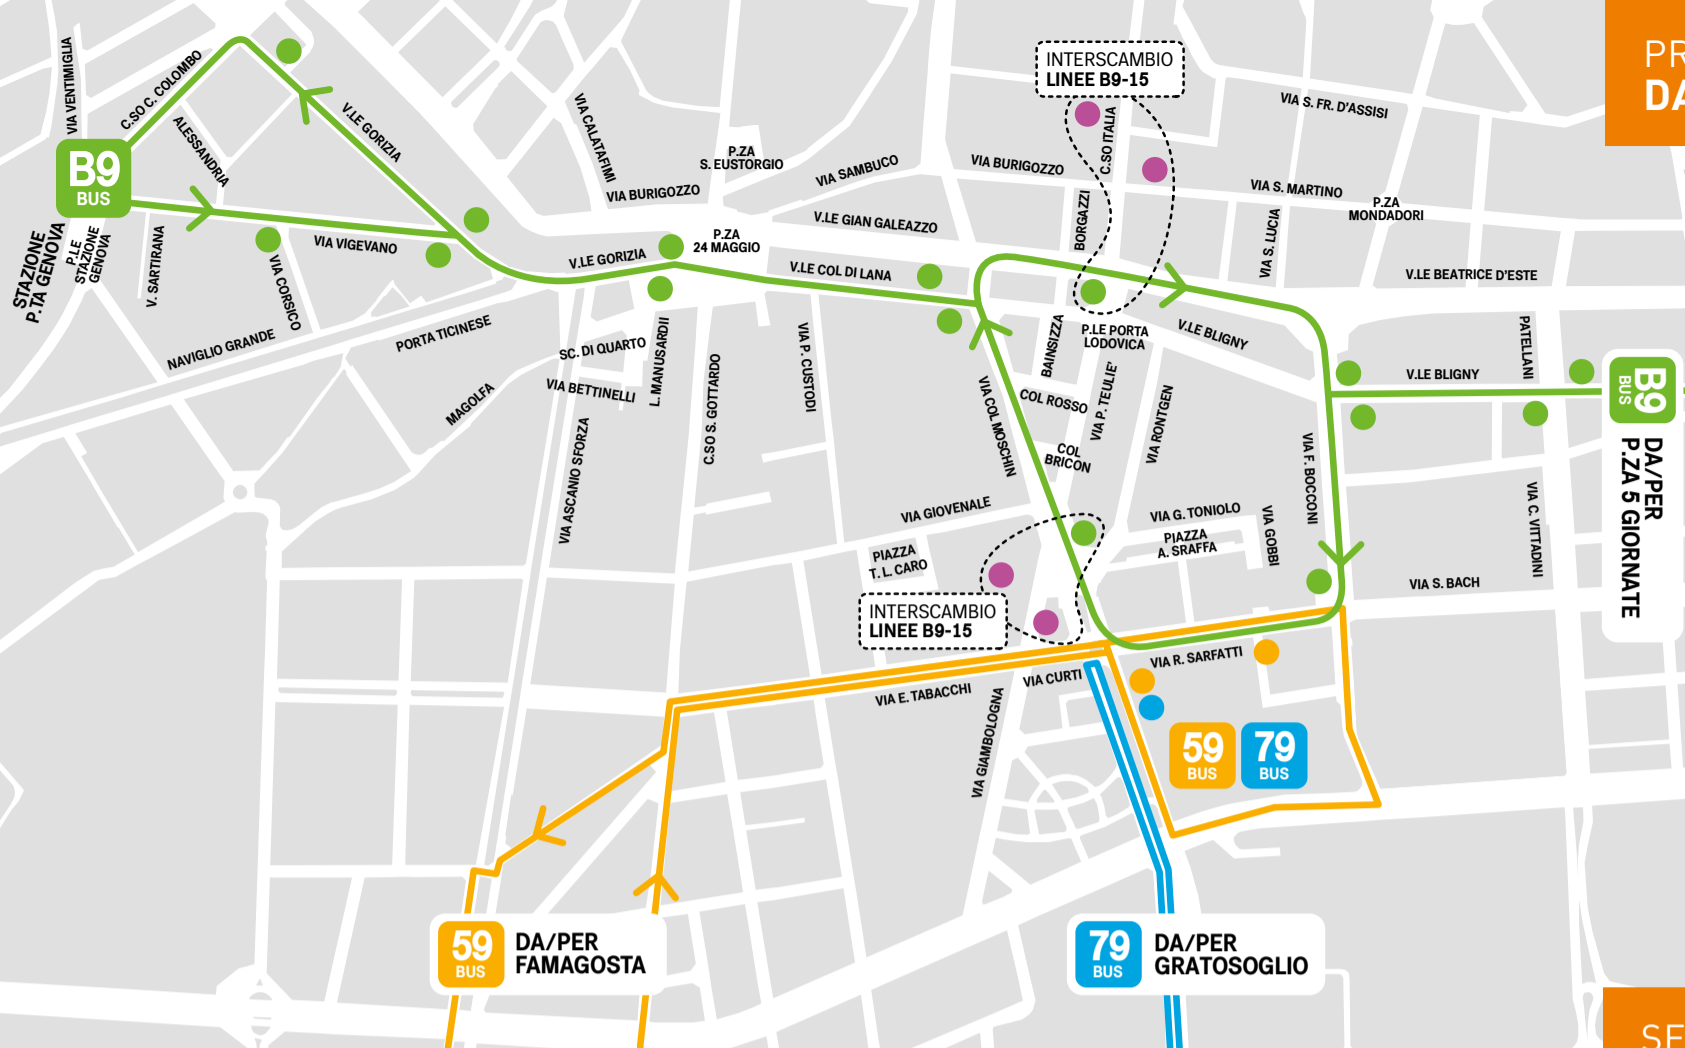 PR
DA
INTERSCAMBIO
LINEE B9-15
VIA VENTIMIGLIA
C.SO C. COLOMBO
ALESSANDRIA
V.LE GORIZIA
VIA CALATAFIMI
P.ZA
S. EUSTORGIO
VIA BURIGOZZO
VIA SAMBUCO
VIA BURIGOZZO
C.SO ITALIA
VIA S. FR. D'ASSISI
VIA S. MARTINO
P.ZA
MONDADORI
B9
BUS
STAZIONE
P.TA GENOVA
P.LE
STAZIONE
GENOVA
V. SARTIRANA
VIA VIGEVANO
VIA CORSICO
V.LE GORIZIA
P.ZA
24 MAGGIO
V.LE GIAN GALEAZZO
V.LE COL DI LANA
BORGAZZI
VIA S. LUCIA
V.LE BEATRICE D'ESTE
NAVIGLIO GRANDE
PORTA TICINESE
SC. DI QUARTO
VIA BETTINELLI
L. MANUSARDII
MAGOLFA
C.SO S. GOTTARDO
VIA P. CUSTODI
VIA ASCANIO SFORZA
VIA COL MOSCHIN
BAINSIZZA
P.LE PORTA
LODOVICA
V.LE BLIGNY
COL ROSSO
VIA P. TEULIE'
VIA RONTGEN
COL
BRICON
PATELLANI
V.LE BLIGNY
B9
BUS
DA/PER
P.ZA 5 GIORNATE
VIA F. BOCCONI
VIA C. VITTADINI
VIA GIOVENALE
PIAZZA
T. L. CARO
VIA G. TONIOLO
PIAZZA
A. SRAFFA
VIA GOBBI
VIA S. BACH
INTERSCAMBIO
LINEE B9-15
VIA R. SARFATTI
VIA CURTI
VIA E. TABACCHI
VIA GIAMBOLOGNA
59
BUS
79
BUS
59
BUS
DA/PER
FAMAGOSTA
79
BUS
DA/PER
GRATOSOGLIO
SE